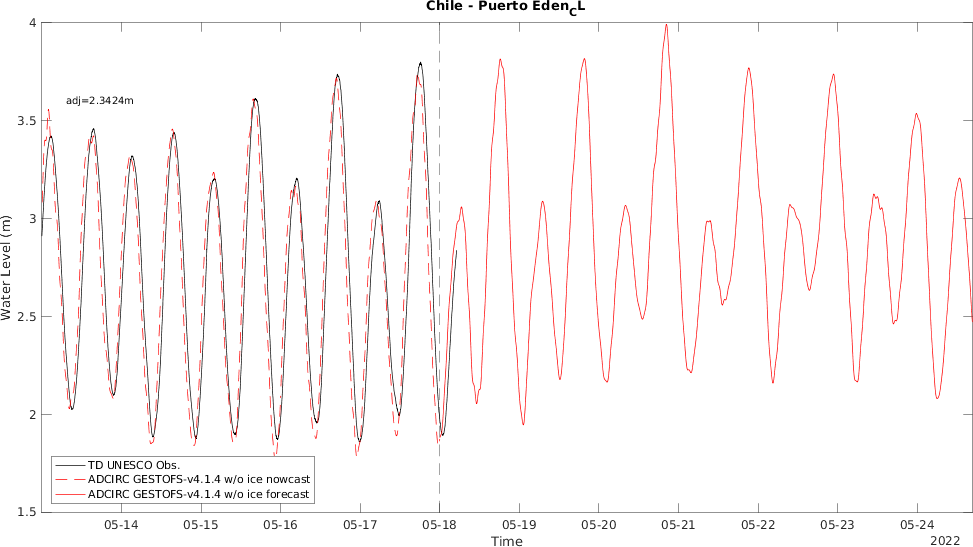 Chile - Puerto Eden_CL
4
adj=2.3424m
3.5
3
Water Level (m)
2.5
2
TD UNESCO Obs.
ADCIRC GESTOFS-v4.1.4 w/o ice nowcast
ADCIRC GESTOFS-v4.1.4 w/o ice forecast
1.5
05-14 05-15 05-16 05-17 05-18 05-19 05-20 05-21 05-22 05-23 05-24
Time
2022